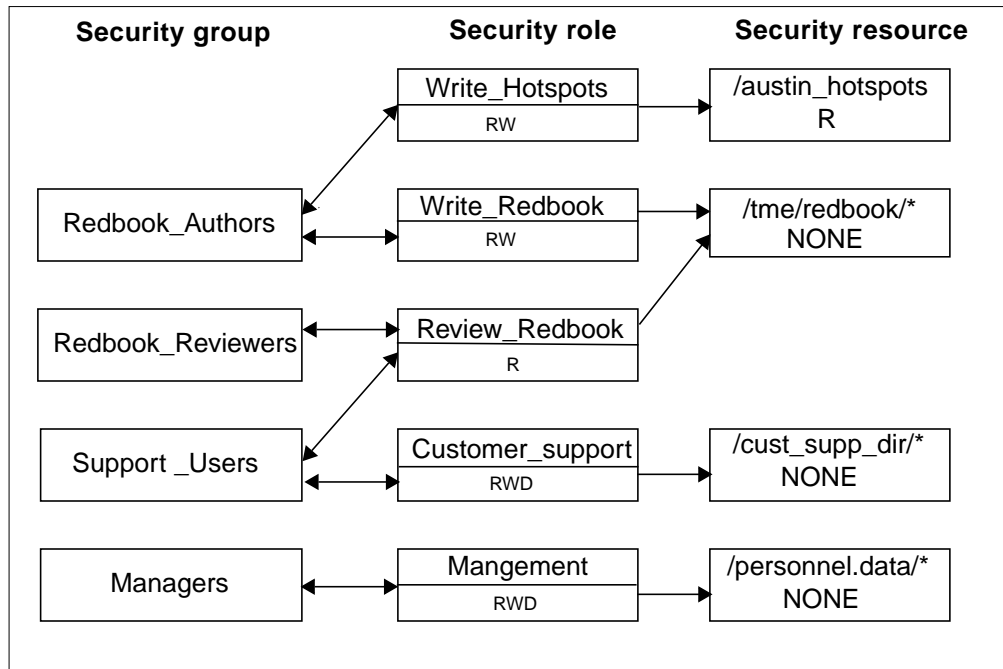 Security group
Security role
Security resource
Write_Hotspots
RW
/austin_hotspots
R
Redbook_Authors
Write_Redbook
RW
/tme/redbook/*
NONE
Redbook_Reviewers
Review_Redbook
R
Support _Users
Customer_support
RWD
/cust_supp_dir/*
NONE
Managers
Mangement
RWD
/personnel.data/*
NONE